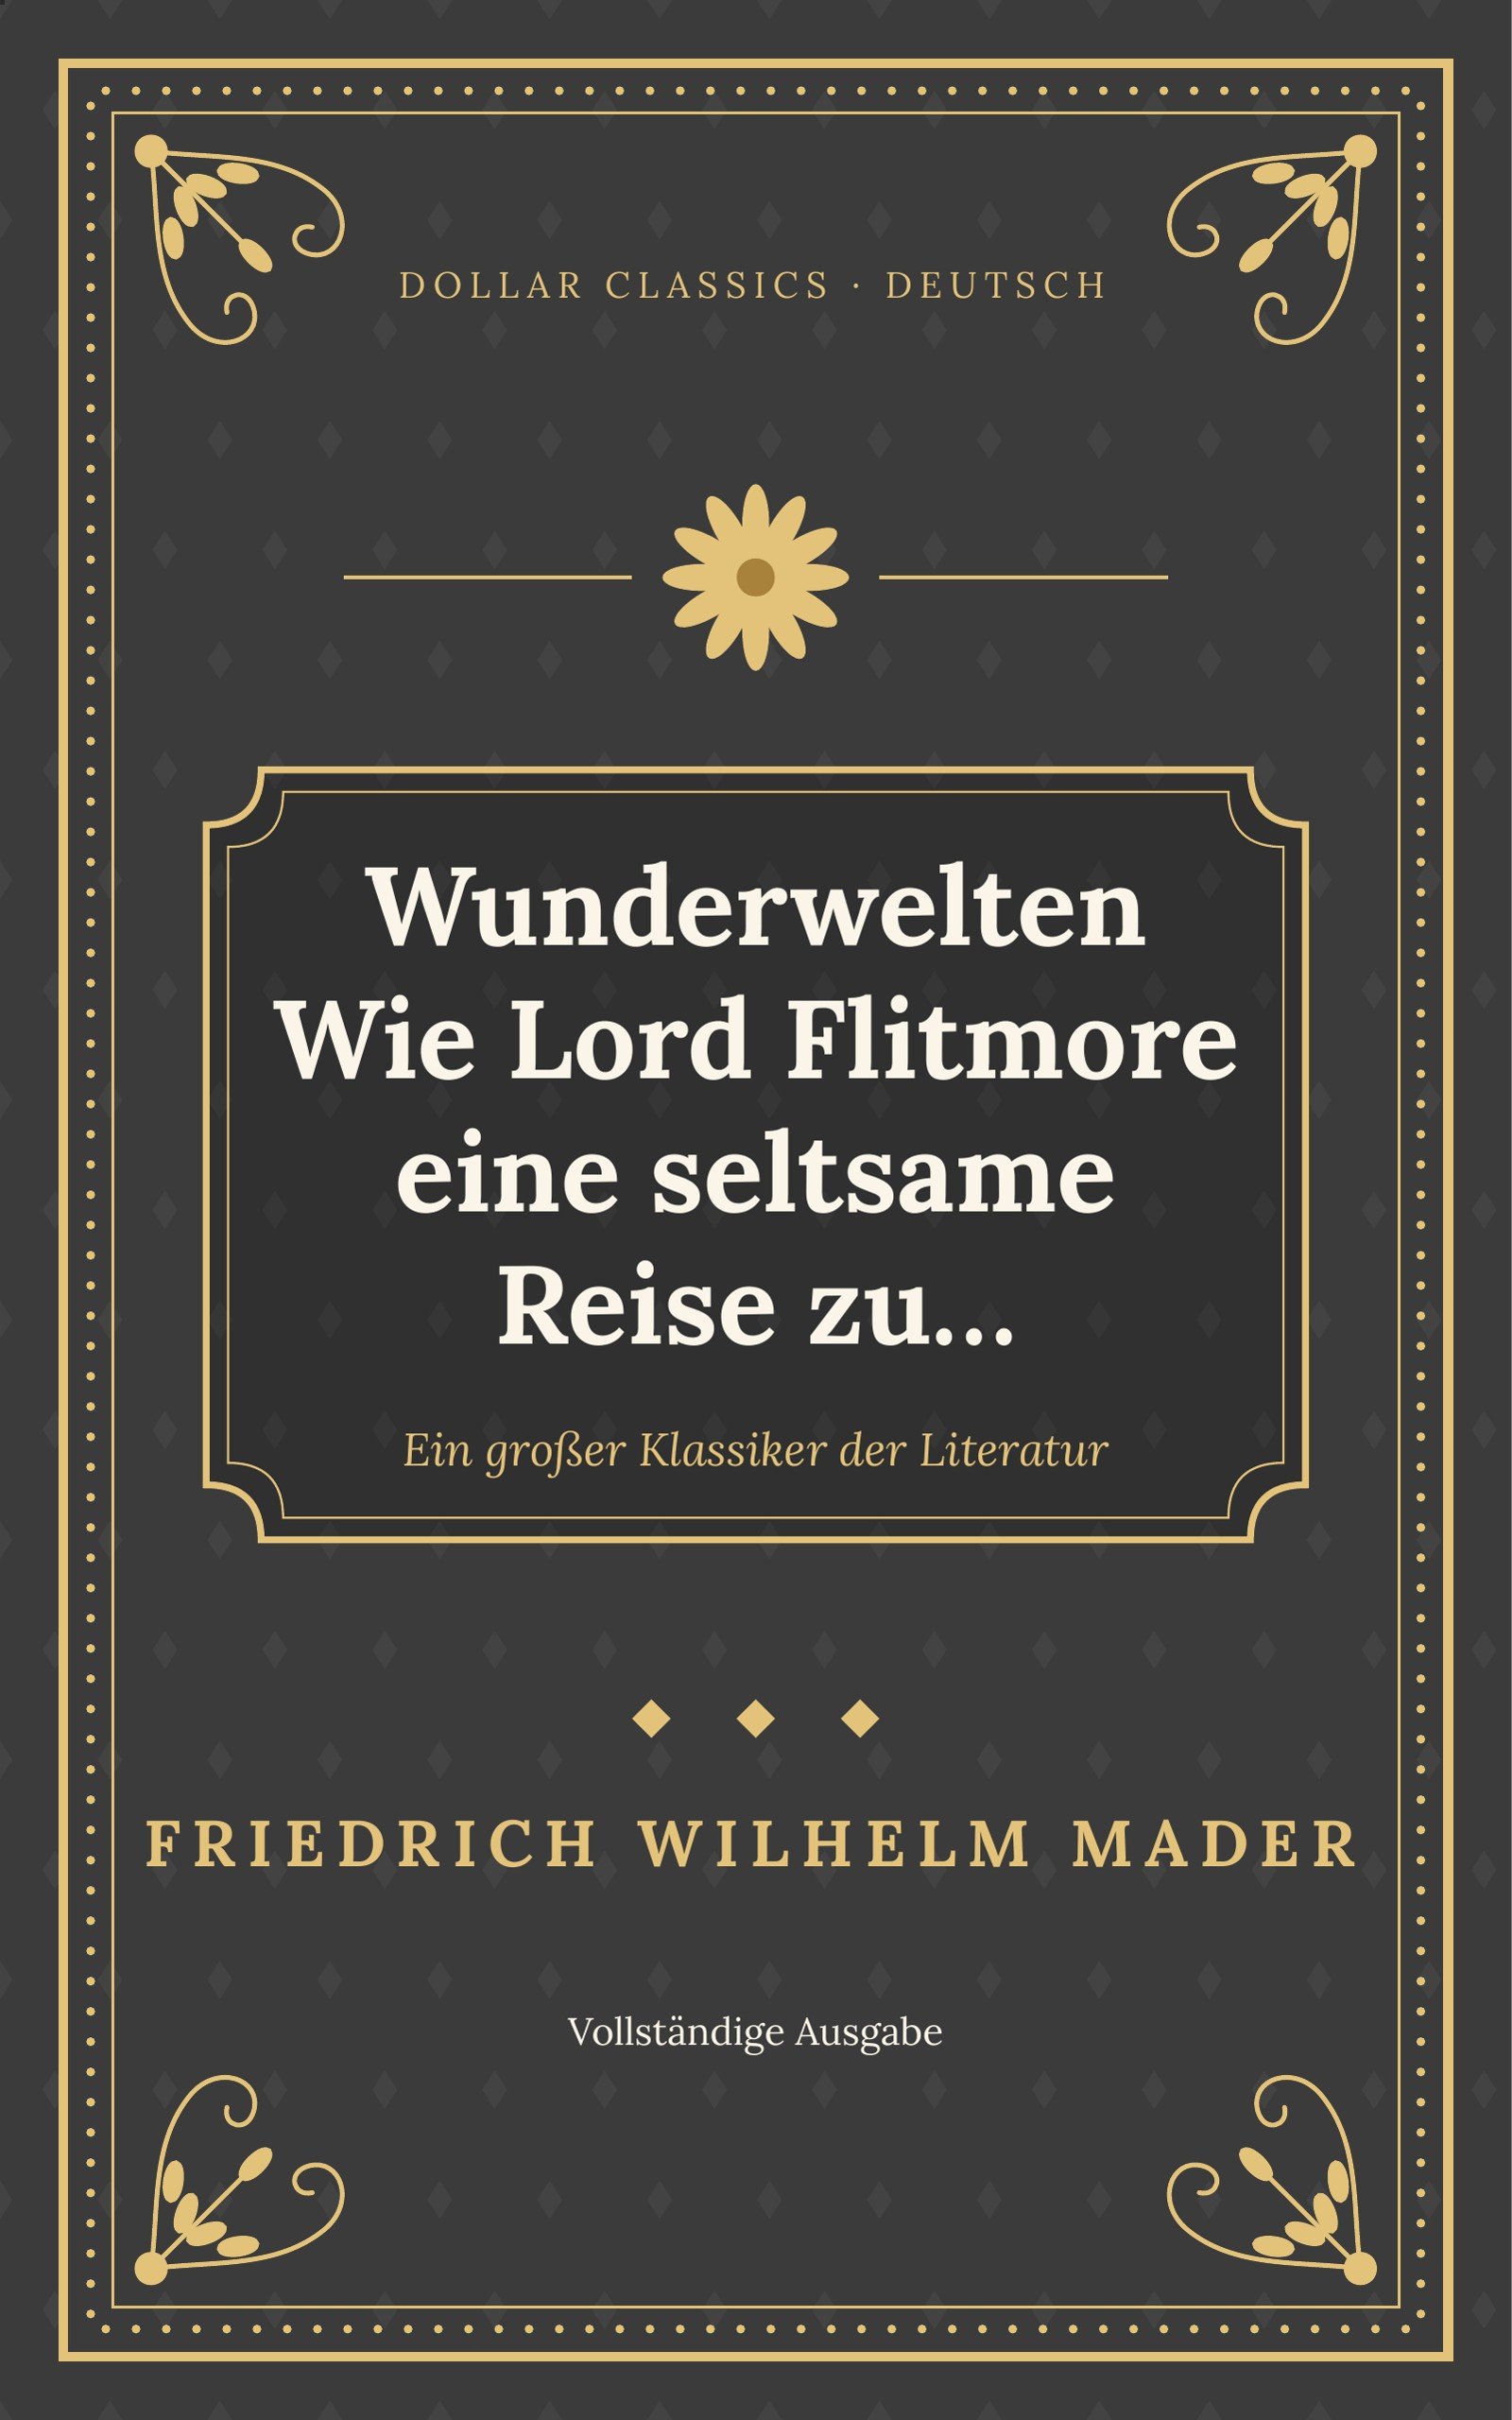 DOLLAR CLASSICS · DEUTSCH
Wunderwelten
Wie Lord Flitmore
eine seltsame
Reise zu...
Ein großer Klassiker der Literatur
FRIEDRICH WILHELM MADER
Vollständige Ausgabe